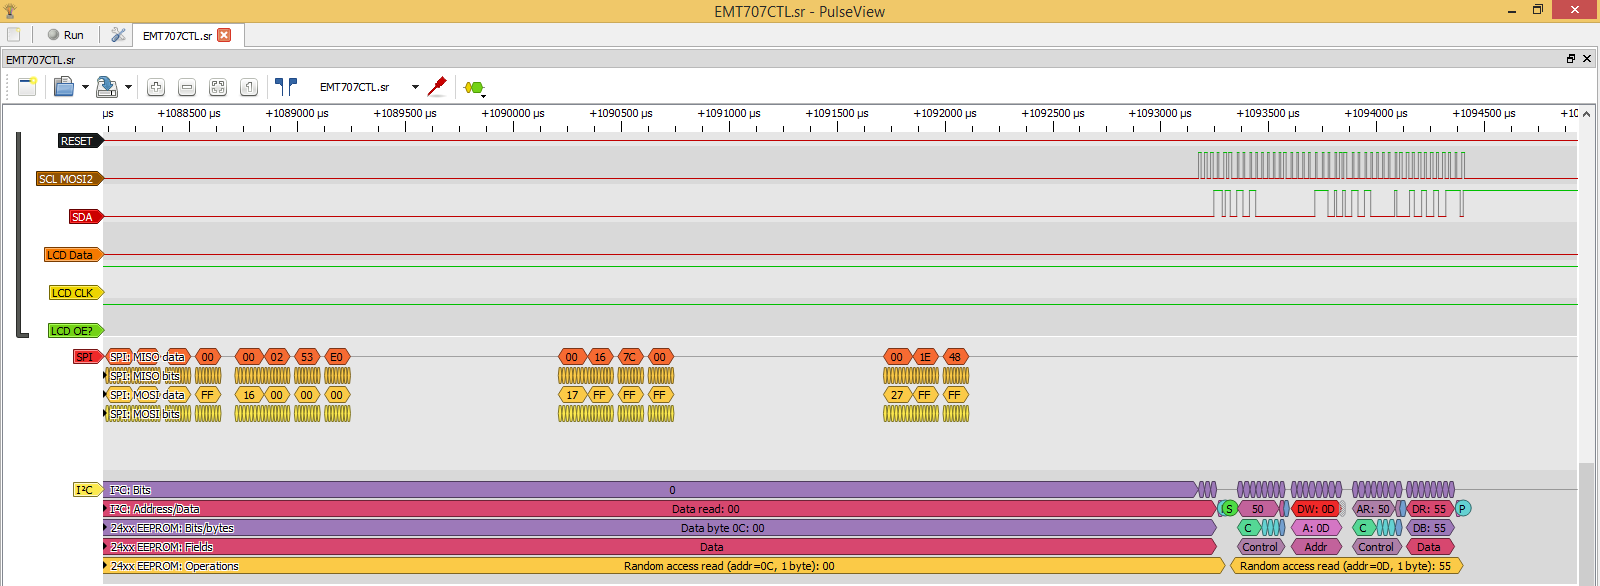 EMT707CTL.sr - PulseView
Run
EMT707CTL.sr
EMT707CTL.sr
EMT707CTL.sr
µs +1088500 µs +1089000 µs +1089500 µs +1090000 µs +1090500 µs +1091000 µs +1091500 µs +1092000 µs +1092500 µs +1093000 µs +1093500 µs +1094000 µs +1094500 µs +10
RESET
SCL MOSI2
SDA
LCD Data
LCD CLK
LCD OE?
SPI SPI: MISO data 00 00 02 53 E0 00 16 7C 00 00 1E 48
SPI: MISO bits
SPI: MOSI data FF 16 00 00 00 17 FF FF FF 27 FF FF
SPI: MOSI bits
I²C I²C: Bits 0
I²C: Address/Data Data read: 00 S 50 DW: 0D AR: 50 DR: 55 P
24xx EEPROM: Bits/bytes Data byte 0C: 00 C A: 0D C DB: 55
24xx EEPROM: Fields Data Control Addr Control Data
24xx EEPROM: Operations Random access read (addr=0C, 1 byte): 00 Random access read (addr=0D, 1 byte): 55